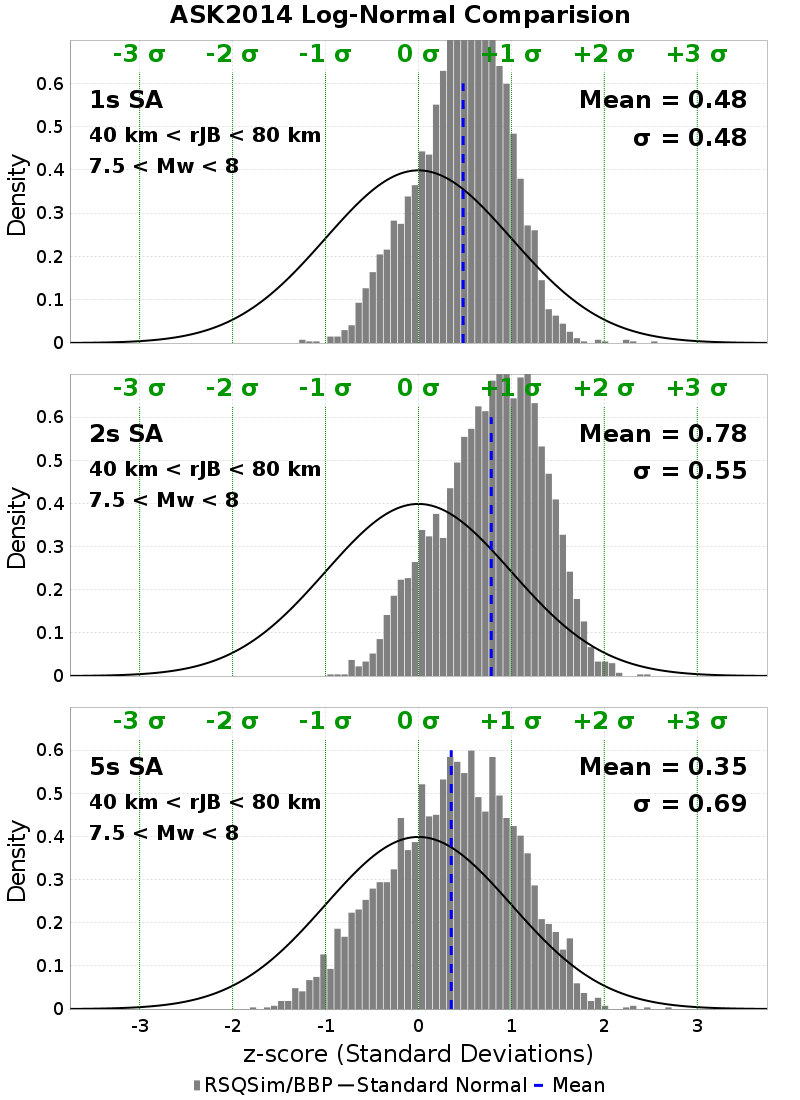 ASK2014 Log-Normal Comparision
-3 σ -2 σ -1 σ 0 σ +1 σ +2 σ +3 σ
1s SA
Mean = 0.48
40 km < rJB < 80 km
σ = 0.48
7.5 < Mw < 8
Density
0.6
0.5
0.4
0.3
0.2
0.1
0
-3 σ -2 σ -1 σ 0 σ +1 σ +2 σ +3 σ
2s SA
Mean = 0.78
40 km < rJB < 80 km
σ = 0.55
7.5 < Mw < 8
Density
0.6
0.5
0.4
0.3
0.2
0.1
0
-3 σ -2 σ -1 σ 0 σ +1 σ +2 σ +3 σ
5s SA
Mean = 0.35
40 km < rJB < 80 km
σ = 0.69
7.5 < Mw < 8
Density
0.6
0.5
0.4
0.3
0.2
0.1
0
-3 -2 -1 0 1 2 3
z-score (Standard Deviations)
RSQSim/BBP Standard Normal Mean